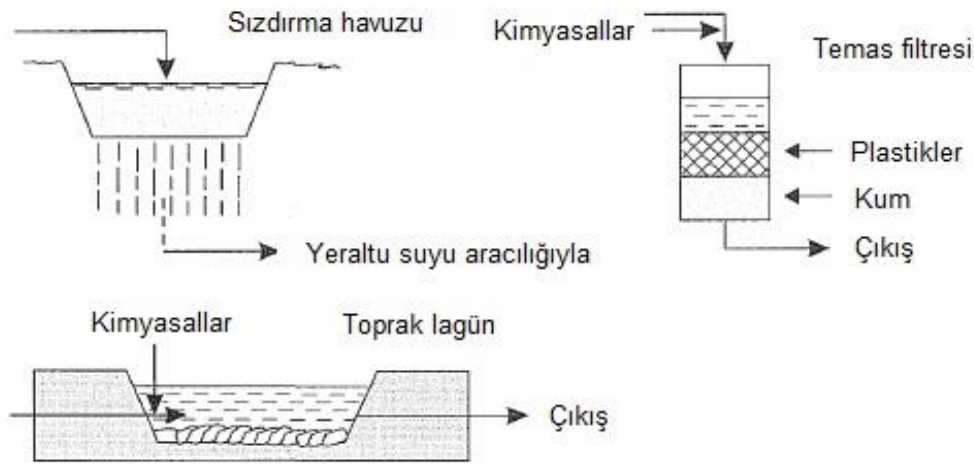 Sızdırma havuzu
Kimyasallar
Temas filtresi
Plastikler
Kum
Çıkış
Yeraltu suyu aracılığıyla
Kimyasallar
Toprak lagün
Çıkış